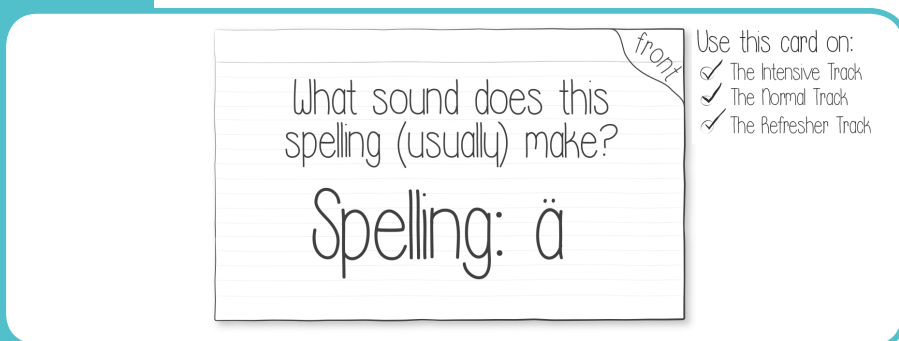 front
What sound does this
spelling (usually) make?
Spelling: ä
Use this card on:
The Intensive Track
The Normal Track
The Refresher Track